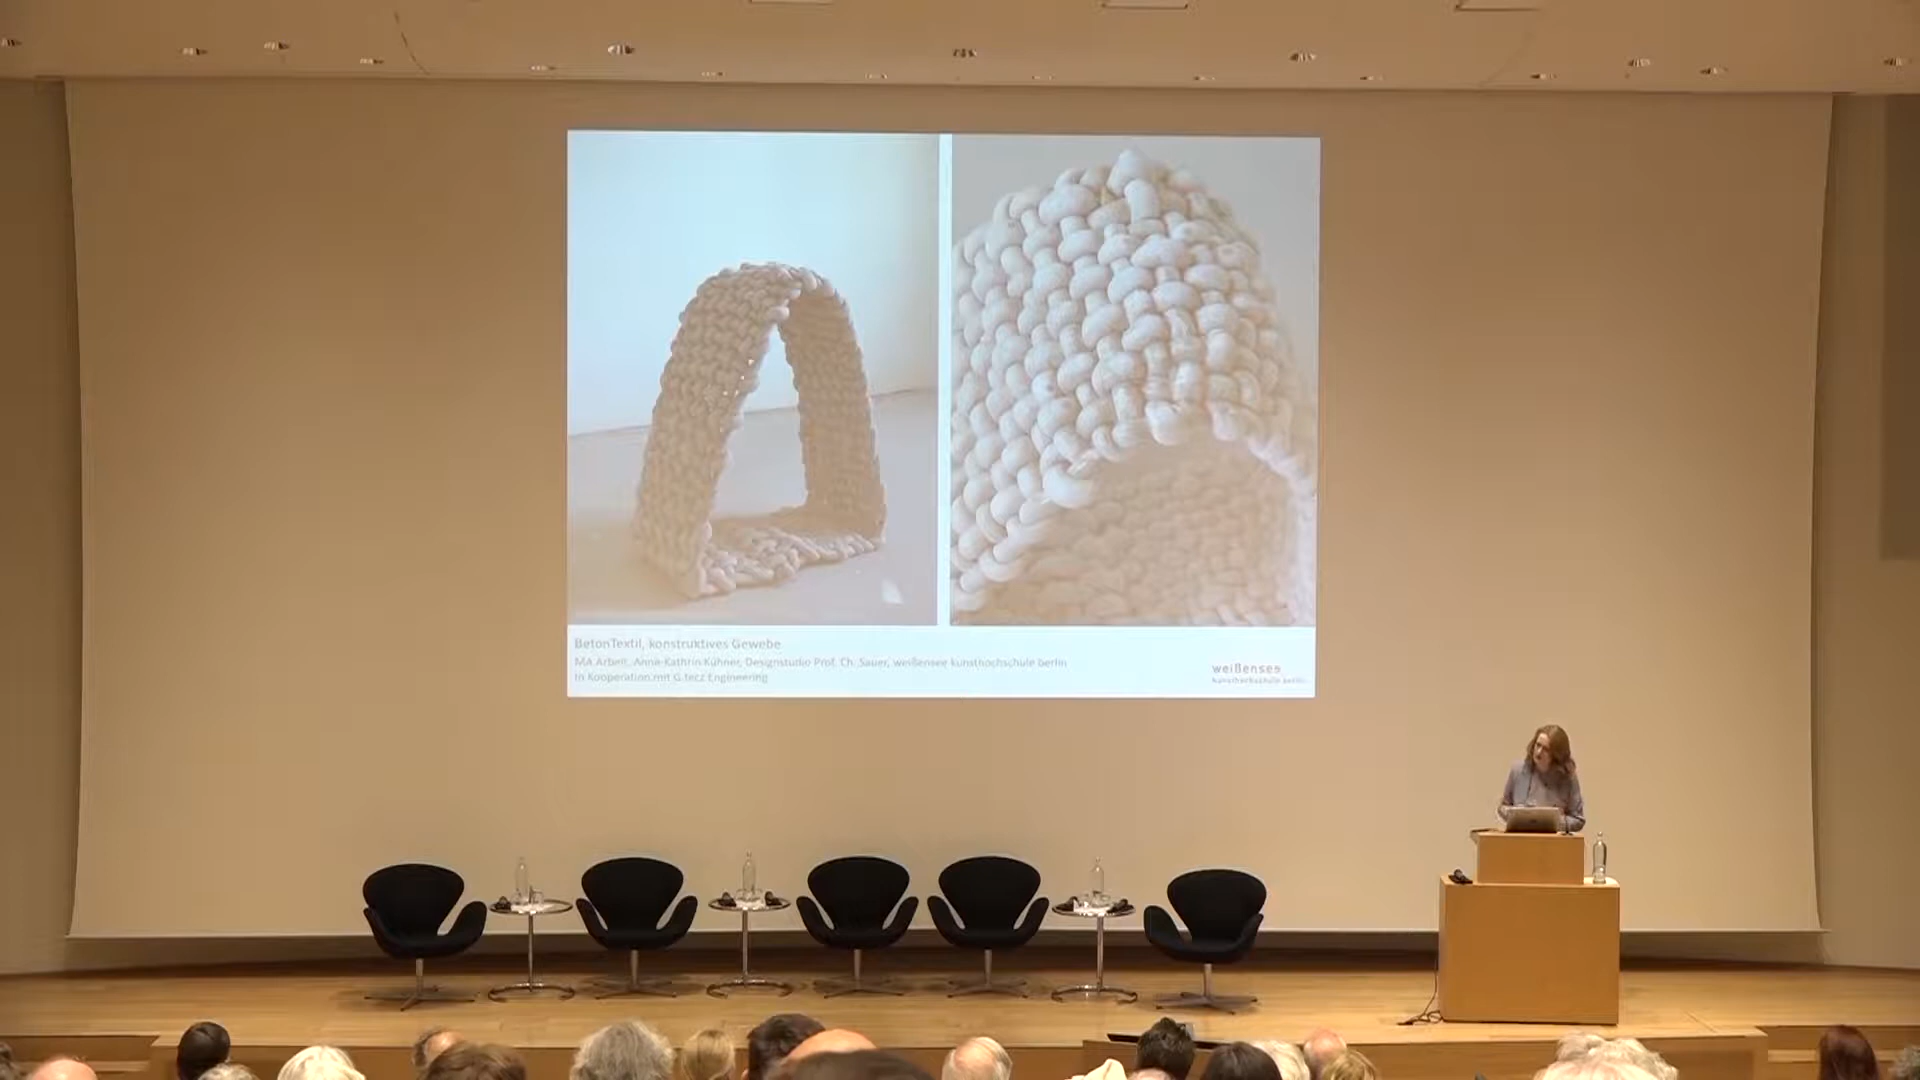 BetonTextil, konstruktives Gewebe
MA Arbeit, Anne-Kathrin Kühner, Designstudio Prof. Ch. Sauer, weißensee kunsthochschule berlin
In Kooperation mit G.tecz Engineering
weißensee
kunsthochschule berlin